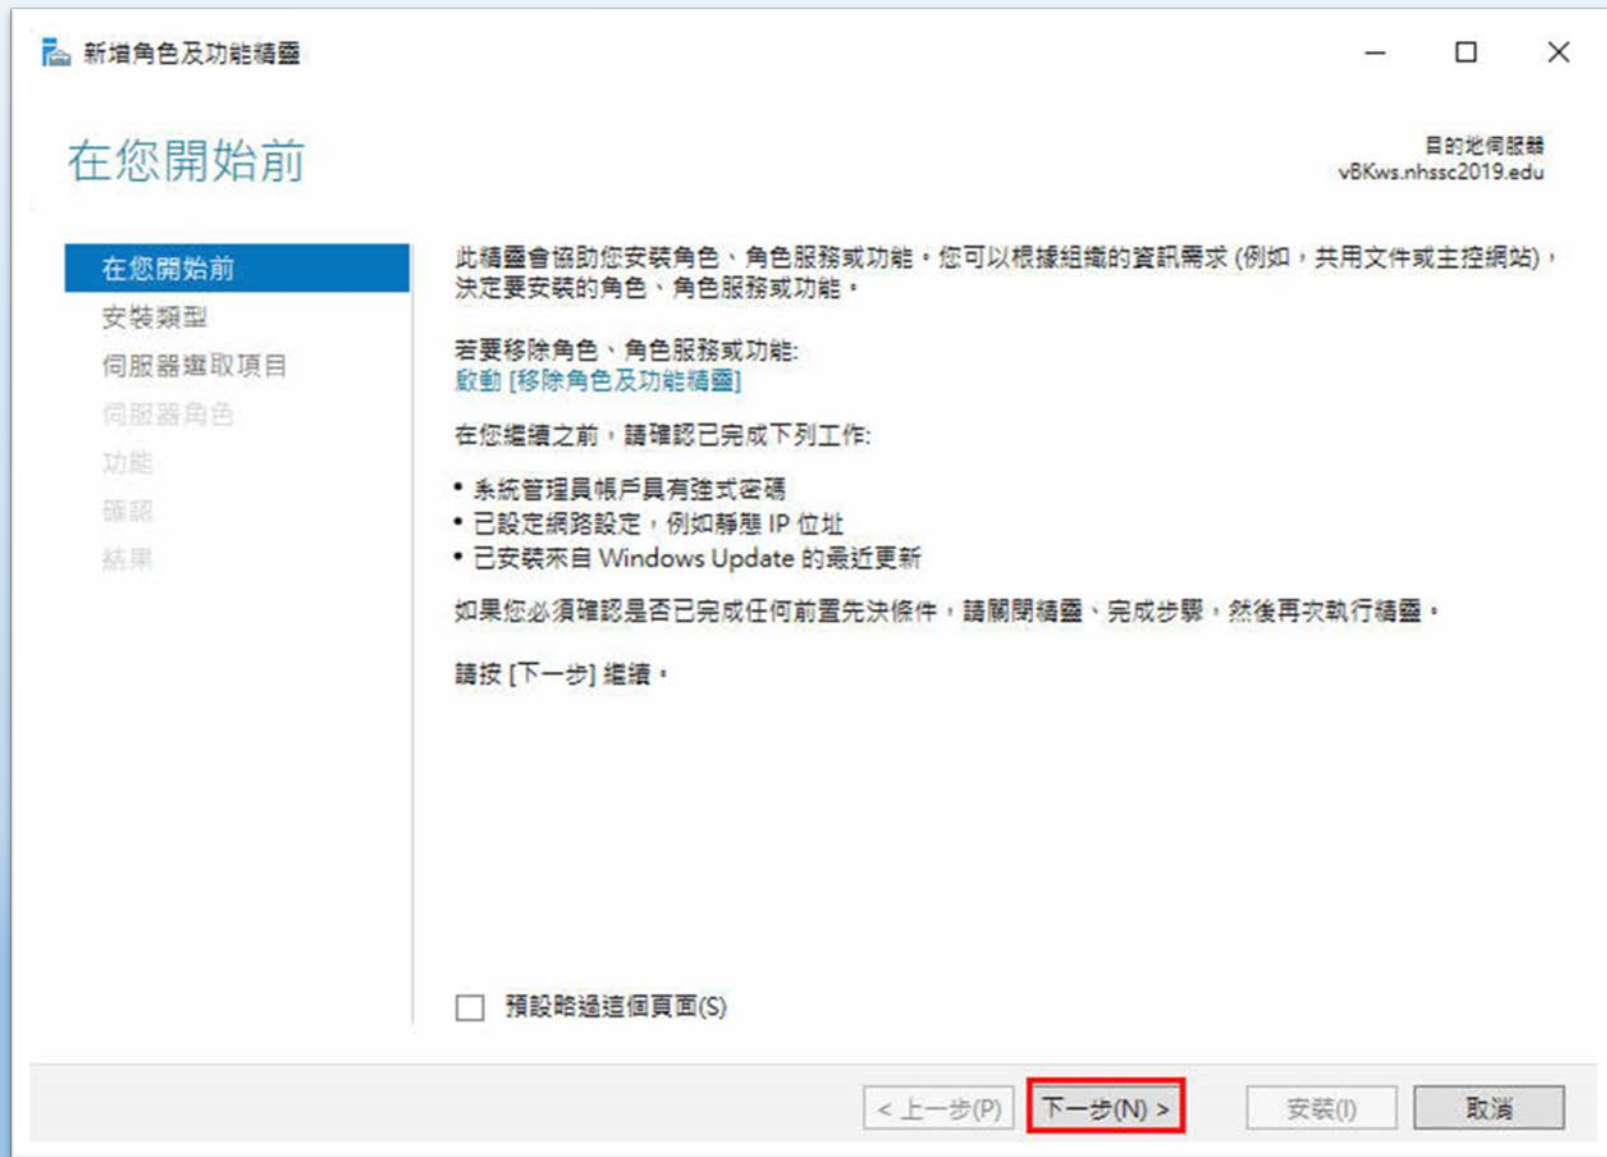 新增角色及功能精靈
在您開始前
目的地伺服器
vBKws.nhssc2019.edu
在您開始前
安裝類型
伺服器選取項目
伺服器角色
功能
確認
結果
此精靈會協助您安裝角色、角色服務或功能。您可以根據組織的資訊需求 (例如，共用文件或主控網站)，
決定要安裝的角色、角色服務或功能。
若要移除角色、角色服務或功能:
啟動 [移除角色及功能精靈]
在您繼續之前，請確認已完成下列工作:
• 系統管理員帳戶具有強式密碼
• 已設定網路設定，例如靜態 IP 位址
• 已安裝來自 Windows Update 的最近更新
如果您必須確認是否已完成任何前置先決條件，請關閉精靈、完成步驟，然後再次執行精靈。
請按 [下一步] 繼續。
預設略過這個頁面(S)
< 上一步(P)
下一步(N) >
安裝(I)
取消